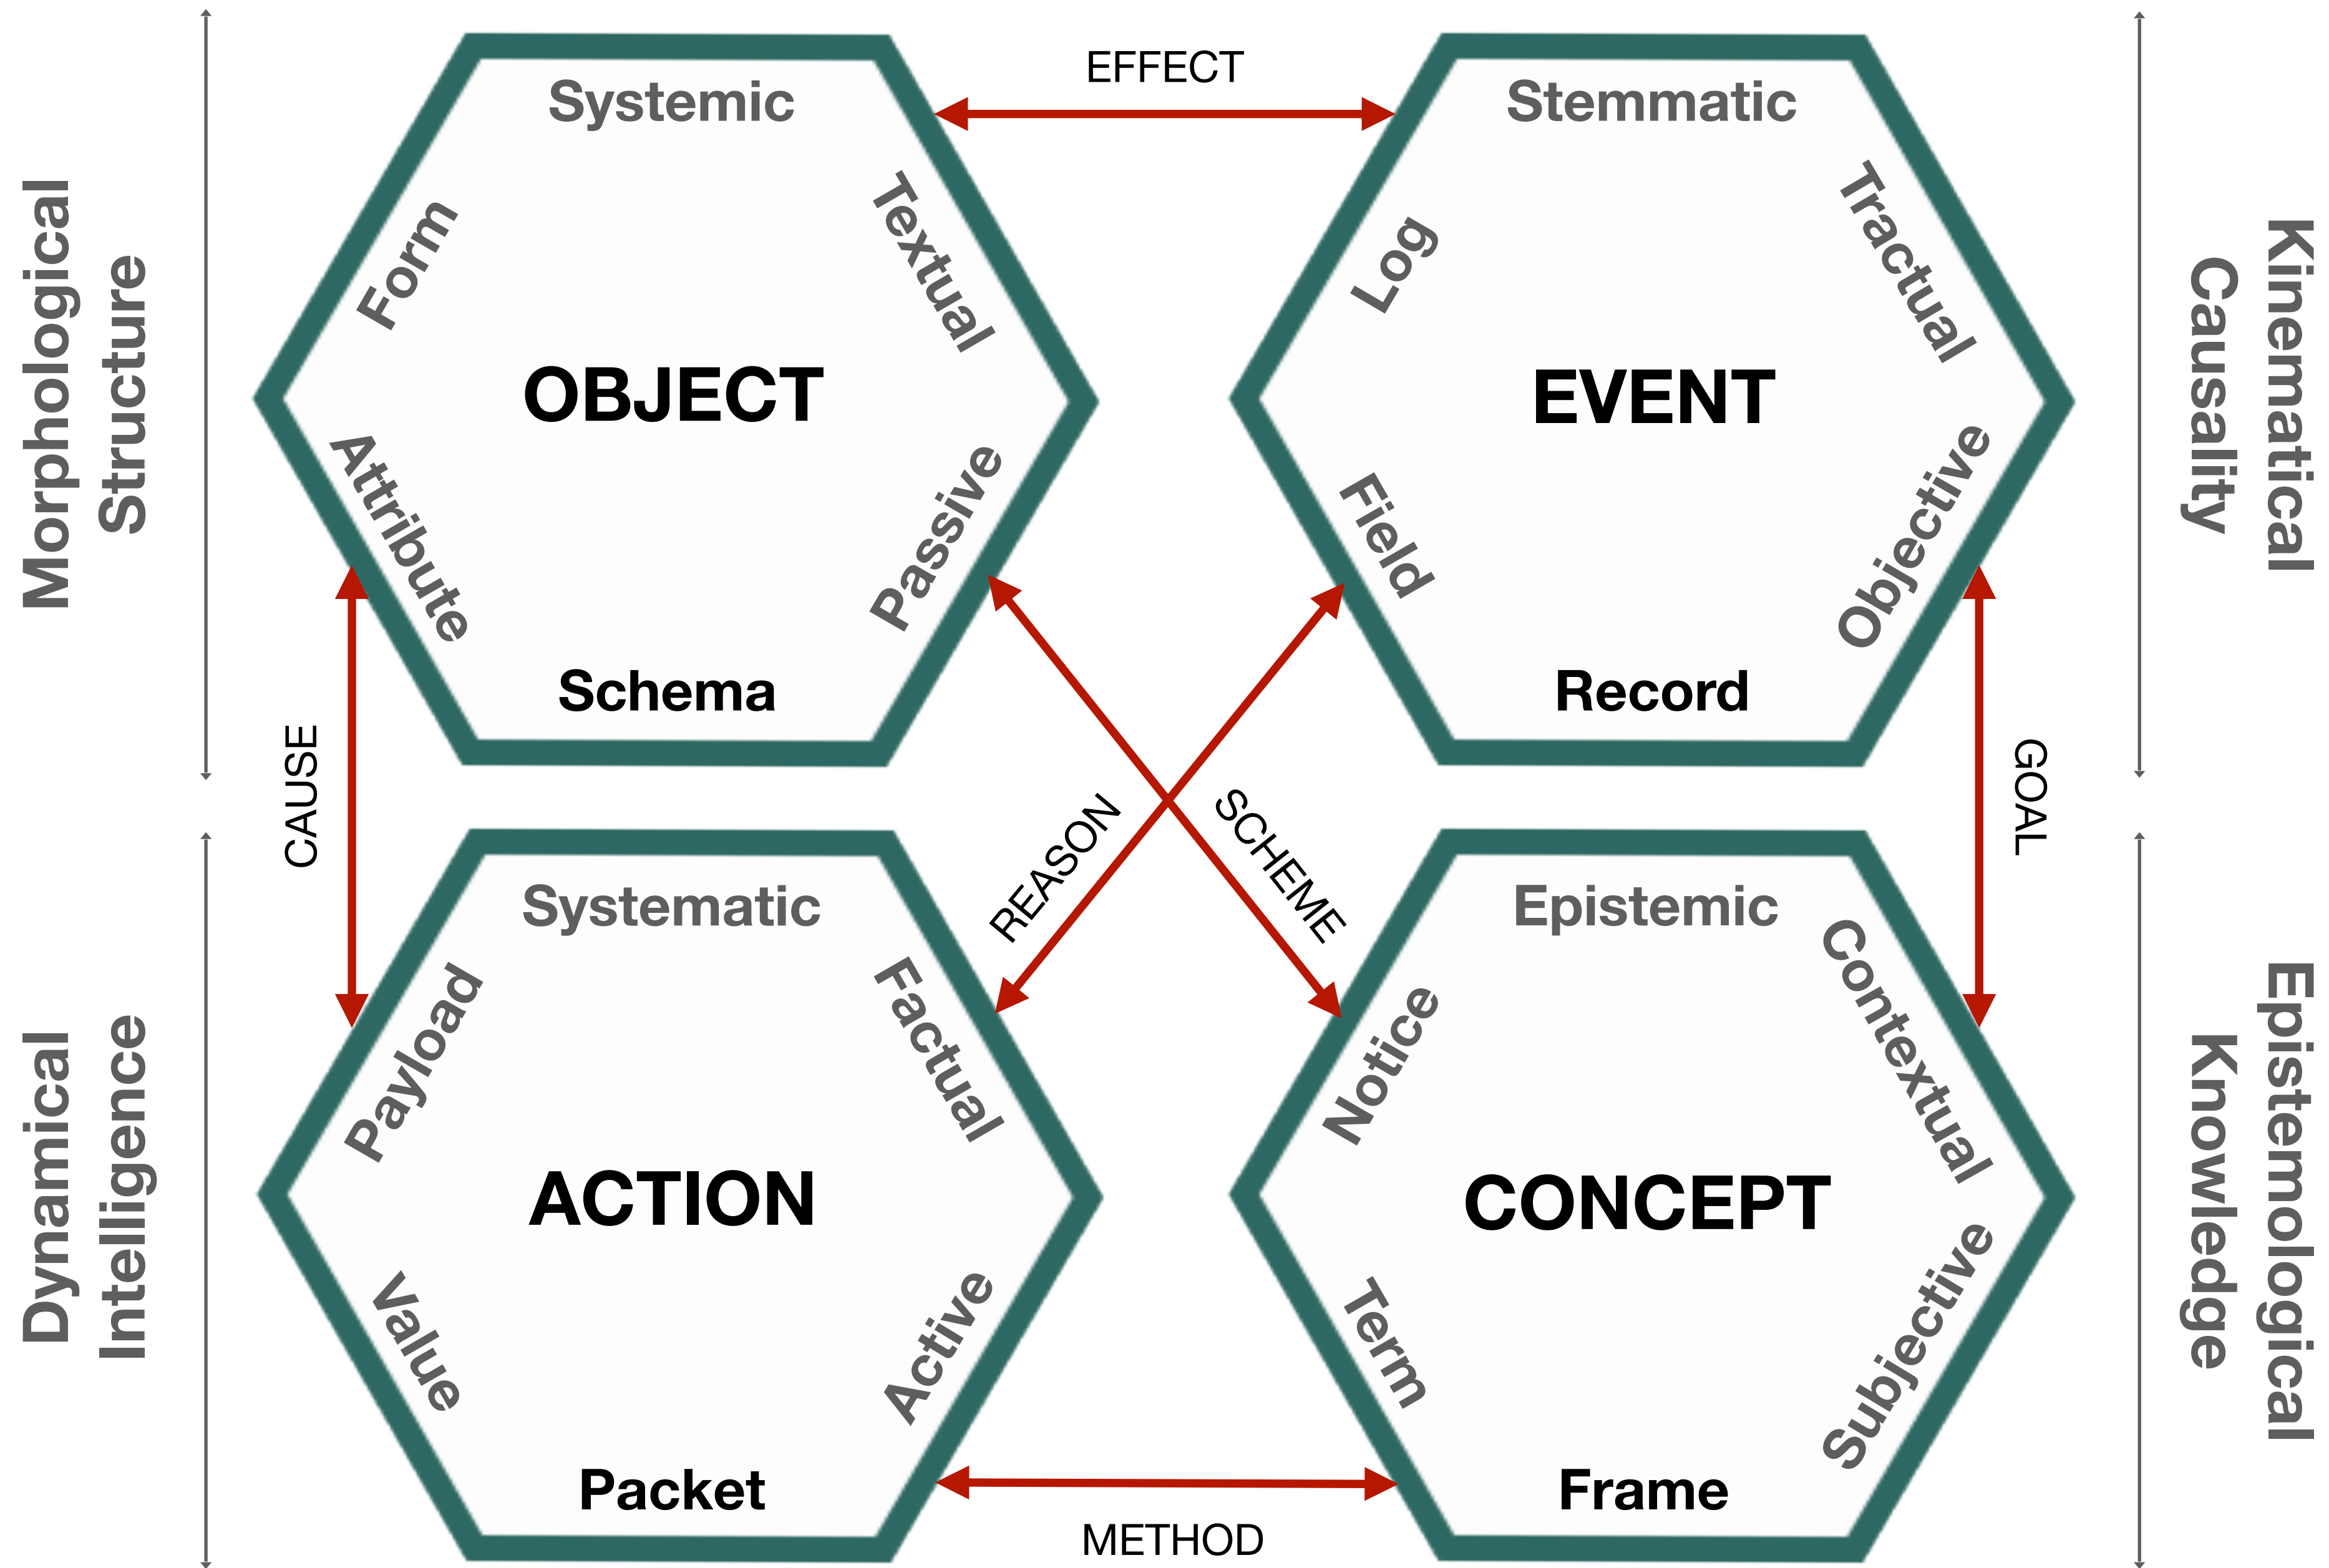 Morphological
Structure
Systemic
Form
Textual
OBJECT
Attribute
Passive
Schema
EFFECT
Stemmatic
Log
Tractual
EVENT
Field
Objective
Record
Kinematical
Causality
CAUSE
REASON
SCHEME
GOAL
Dynamical
Intelligence
Systematic
Payload
Factual
ACTION
Value
Active
Packet
METHOD
Epistemic
Notice
Contextual
CONCEPT
Term
Subjective
Frame
Epistemological
Knowledge